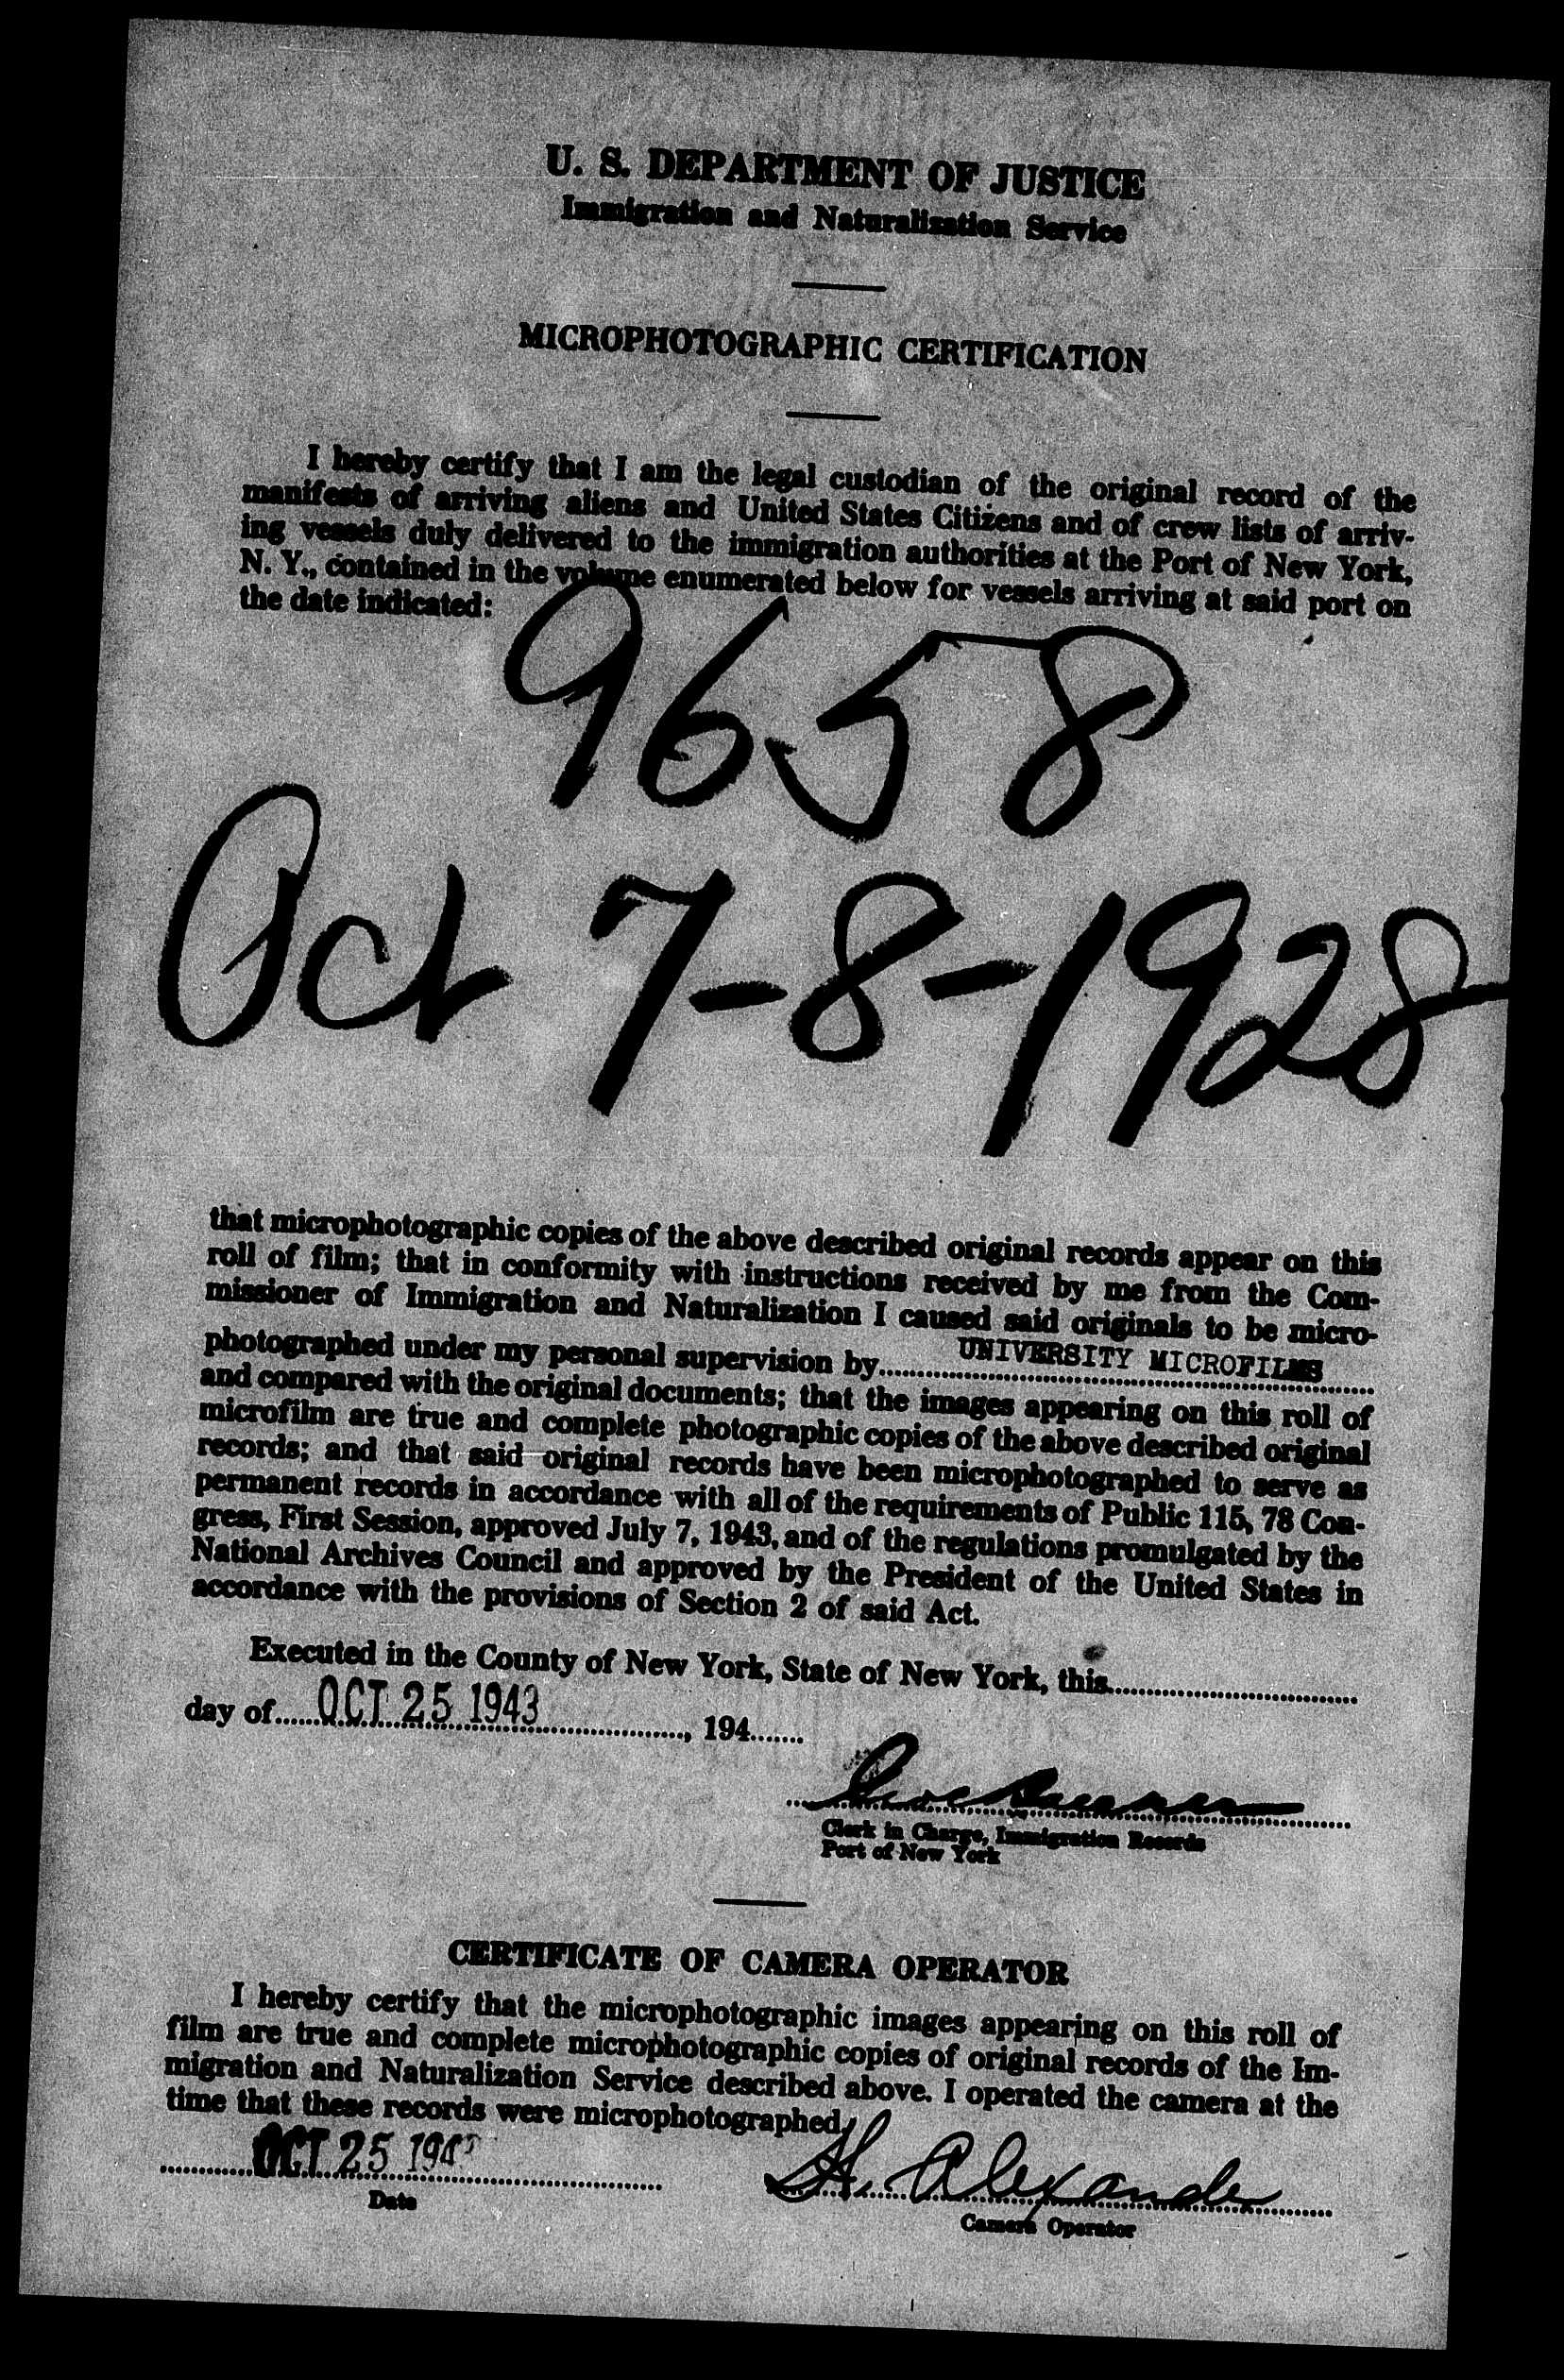 U. S. DEPARTMENT OF JUSTICE
Immigration and Naturalization Service
MICROPHOTOGRAPHIC CERTIFICATION
I hereby certify that I am the legal custodian of the original record of the
manifests of arriving aliens and United States Citizens and of crew lists of arriv-
ing vessels duly delivered to the immigration authorities at the Port of New York,
N. Y., contained in the volume enumerated below for vessels arriving at said port on
the date indicated:
9658
Oct 7-8-1928
that microphotographic copies of the above described original records appear on this
roll of film; that in conformity with instructions received by me from the Com-
missioner of Immigration and Naturalization I caused said originals to be micro-
photographed under my personal supervision by UNIVERSITY MICROFILMS
and compared with the original documents; that the images appearing on this roll of
microfilm are true and complete photographic copies of the above described original
records; and that said original records have been microphotographed to serve as
permanent records in accordance with all of the requirements of Public 115, 78 Con-
gress, First Session, approved July 7, 1943, and of the regulations promulgated by the
National Archives Council and approved by the President of the United States in
accordance with the provisions of Section 2 of said Act.
Executed in the County of New York, State of New York, this
day of OCT 25 1943, 194
Clerk in Charge, Immigration Records
Port of New York
CERTIFICATE OF CAMERA OPERATOR
I hereby certify that the microphotographic images appearing on this roll of
film are true and complete microphotographic copies of original records of the Im-
migration and Naturalization Service described above. I operated the camera at the
time that these records were microphotographed.
OCT 25 1943 H. Alexander
Date
Camera Operator